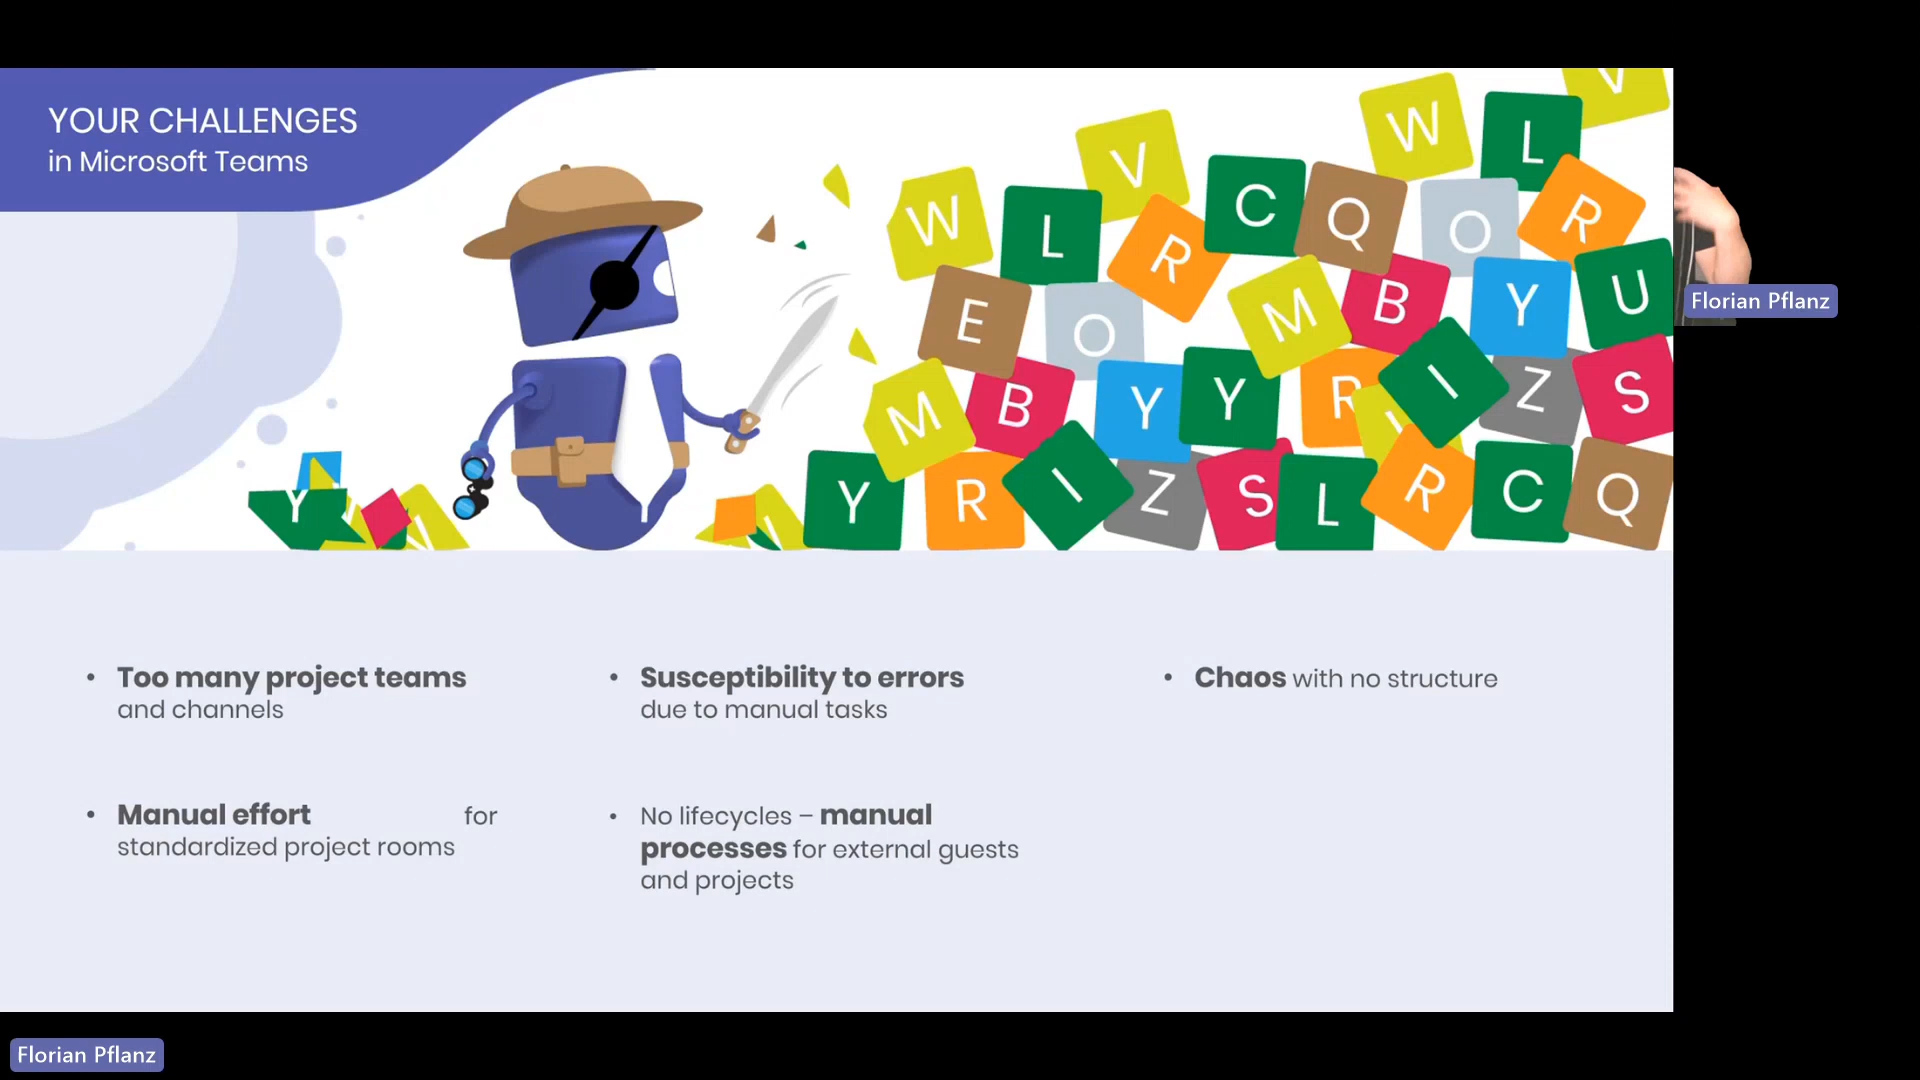 YOUR CHALLENGES
in Microsoft Teams
V
W
L
V
W
L
C
Q
O
R
R
E
O
M
B
Y
U
M
B
Y
Y
R
I
Z
S
Y
Y
R
I
Z
S
L
R
C
Q
Florian Pflanz
• Too many project teams
and channels
• Manual effort for
standardized project rooms
• Susceptibility to errors
due to manual tasks
• No lifecycles – manual
processes for external guests
and projects
• Chaos with no structure
Florian Pflanz